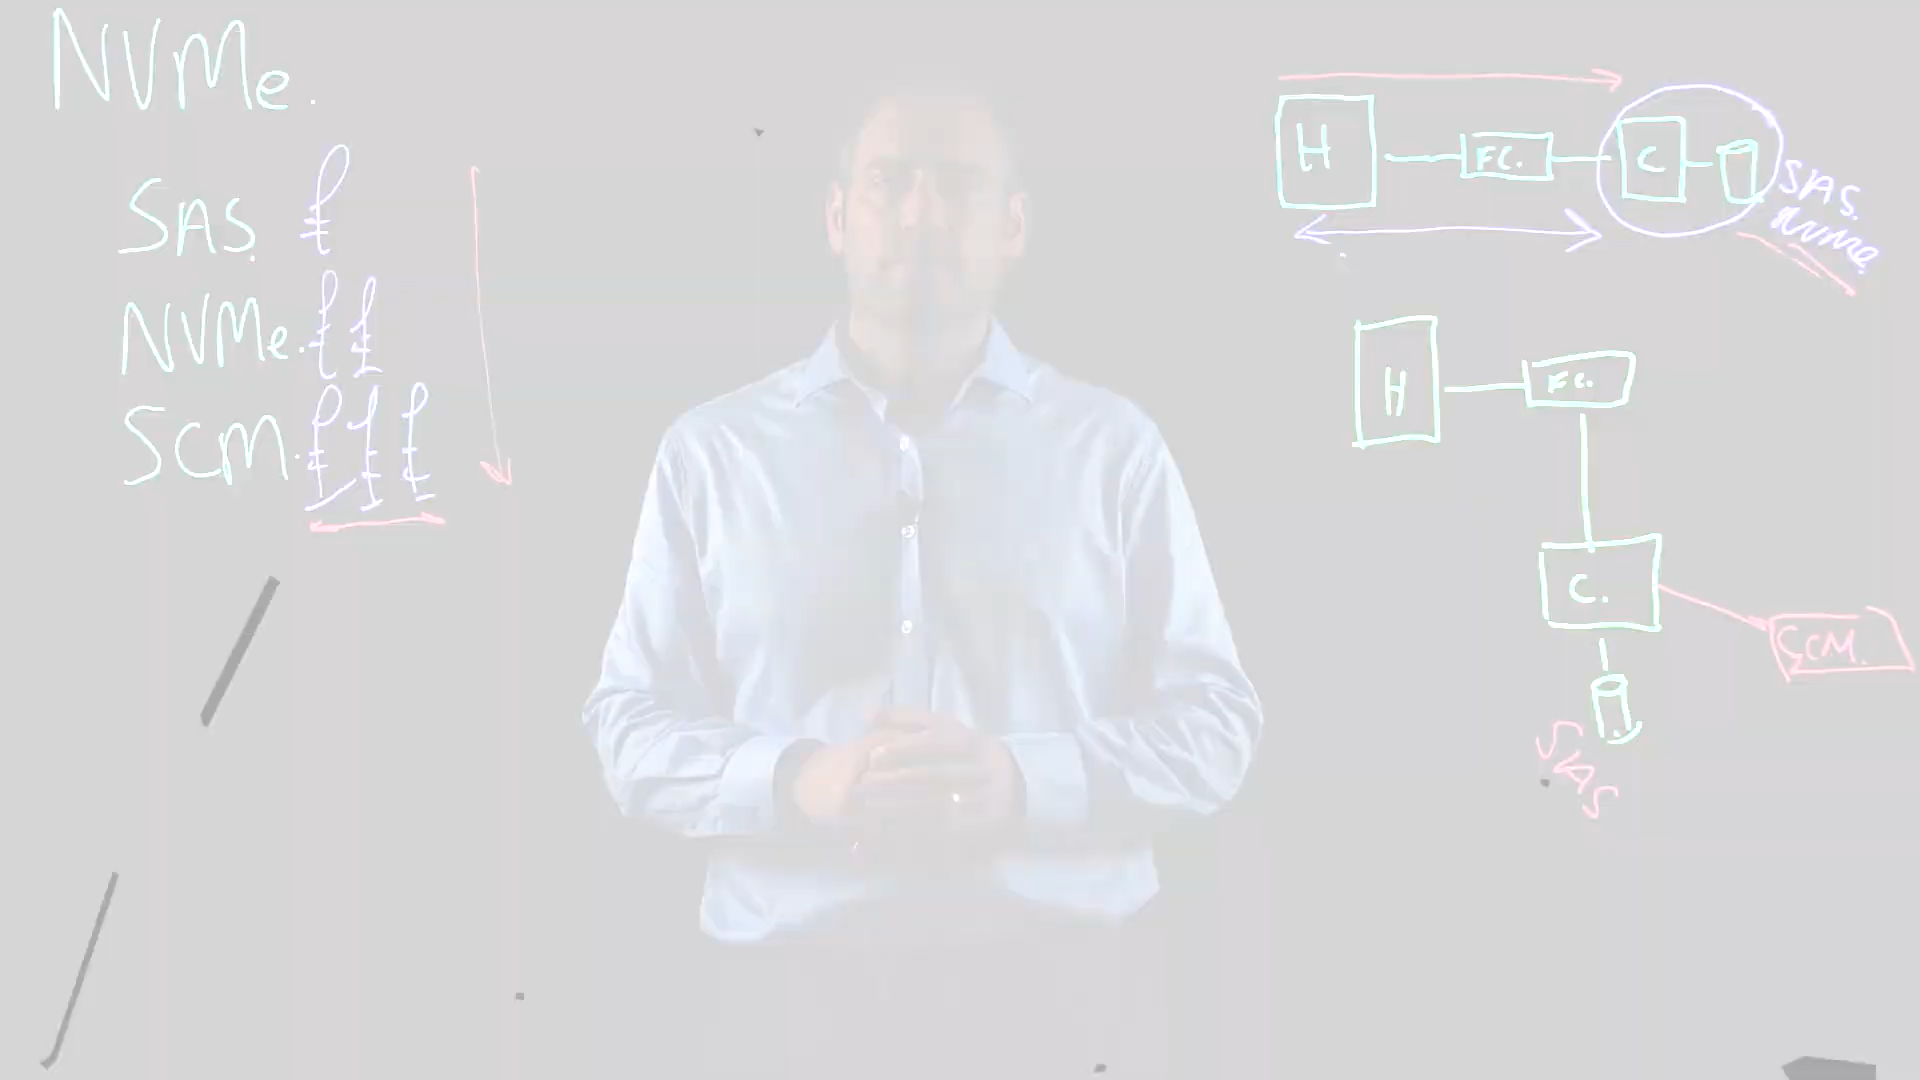 NVMe.
SAS. £
NVMe. ££
SCM. £££
H FC. C
SAS.
NVMe
H FC.
C.
SCM.
SAS